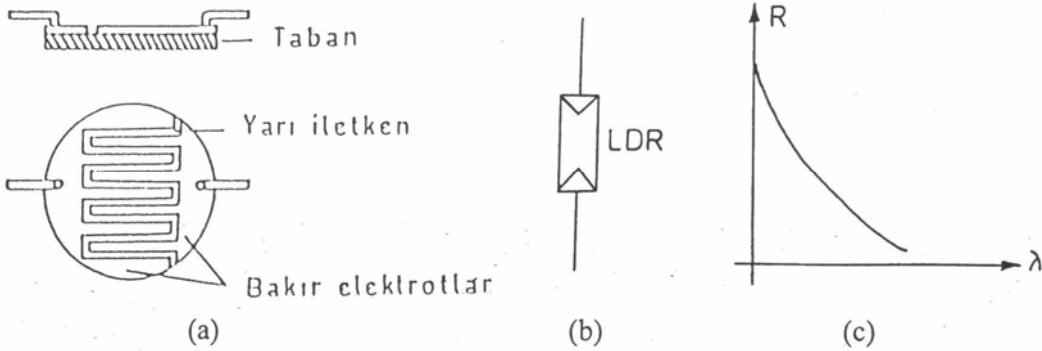 Taban
Yarı iletken
Bakır elektrotlar
(a)
LDR
(b)
R
λ
(c)